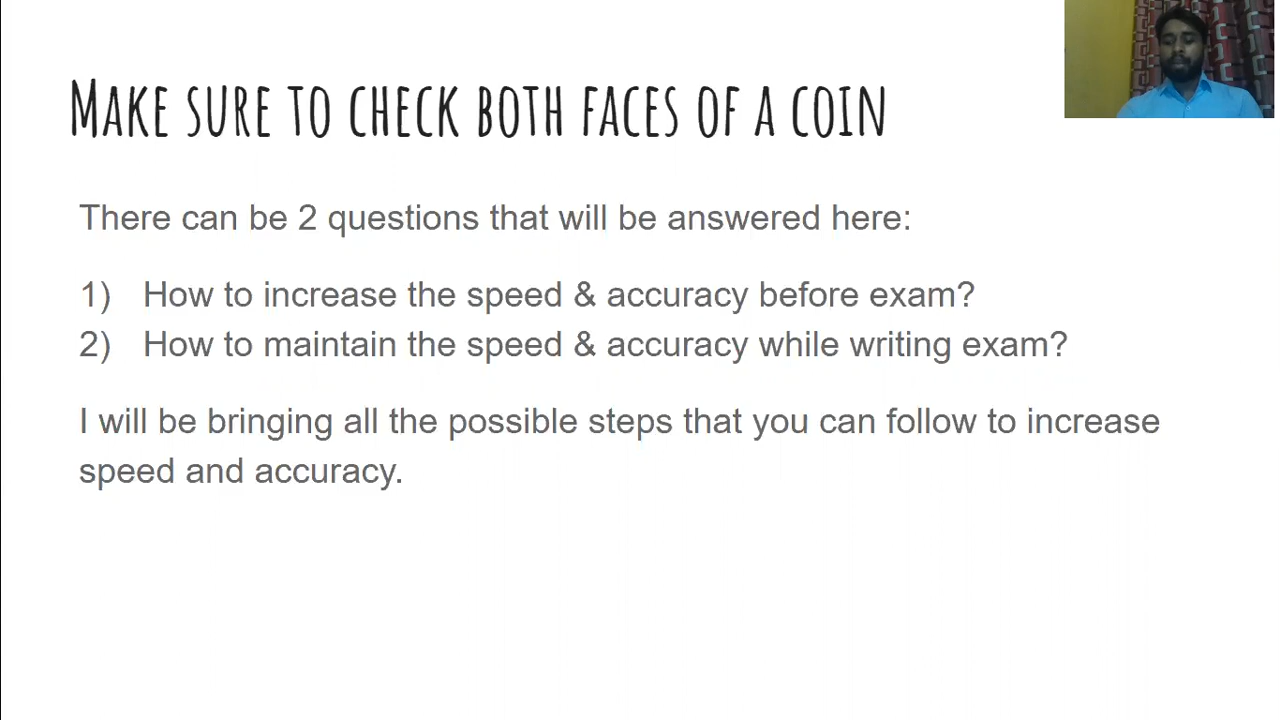 MAKE SURE TO CHECK BOTH FACES OF A COIN
There can be 2 questions that will be answered here:
1) How to increase the speed & accuracy before exam?
2) How to maintain the speed & accuracy while writing exam?
I will be bringing all the possible steps that you can follow to increase
speed and accuracy.